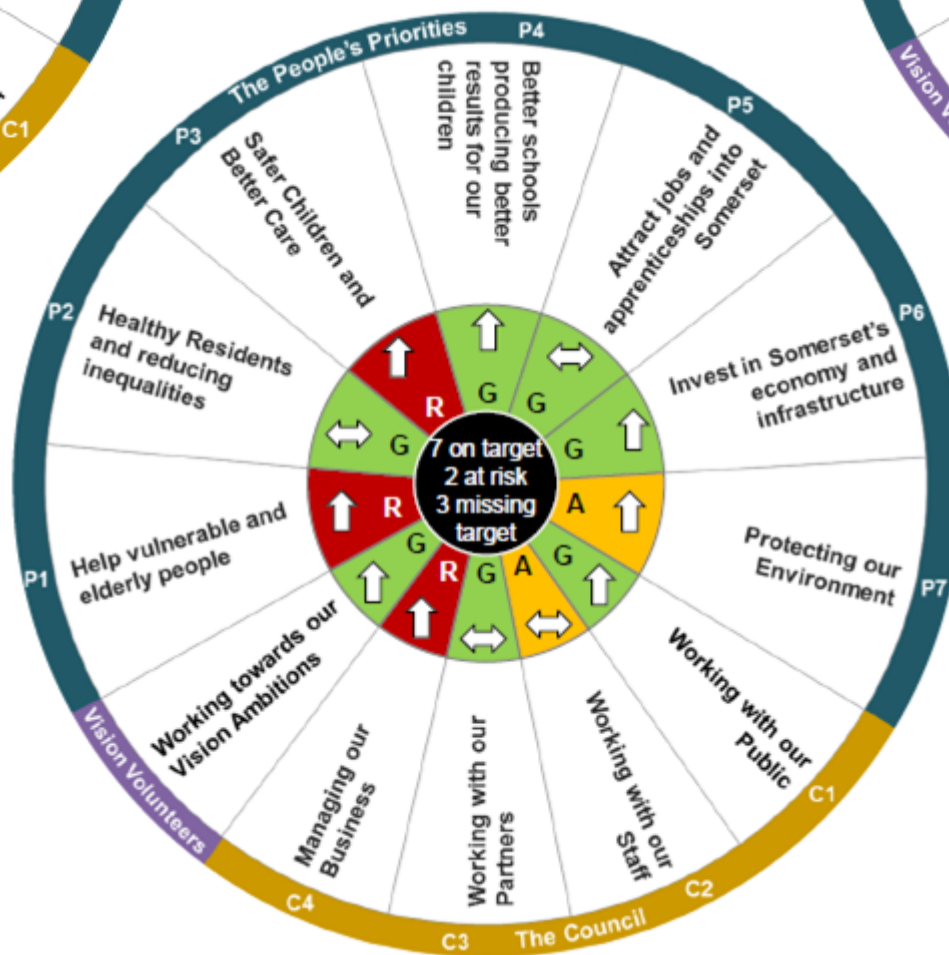 The People's Priorities
P1
Help vulnerable and
elderly people
R
P2
Healthy Residents
and reducing
inequalities
G
P3
Safer Children and
Better Care
R
P4
Better schools
producing better
results for our
children
G
P5
Attract jobs and
apprenticeships into
Somerset
G
P6
Invest in Somerset's
economy and
infrastructure
G
P7
Protecting our
Environment
A
The Council
C1
Working with our
Public
G
C2
Working with our
Staff
A
C3
Working with our
Partners
G
C4
Managing our
Business
R
Vision Volunteers
Working towards our
Vision Ambitions
G
7 on target
2 at risk
3 missing
target
C1
Vision